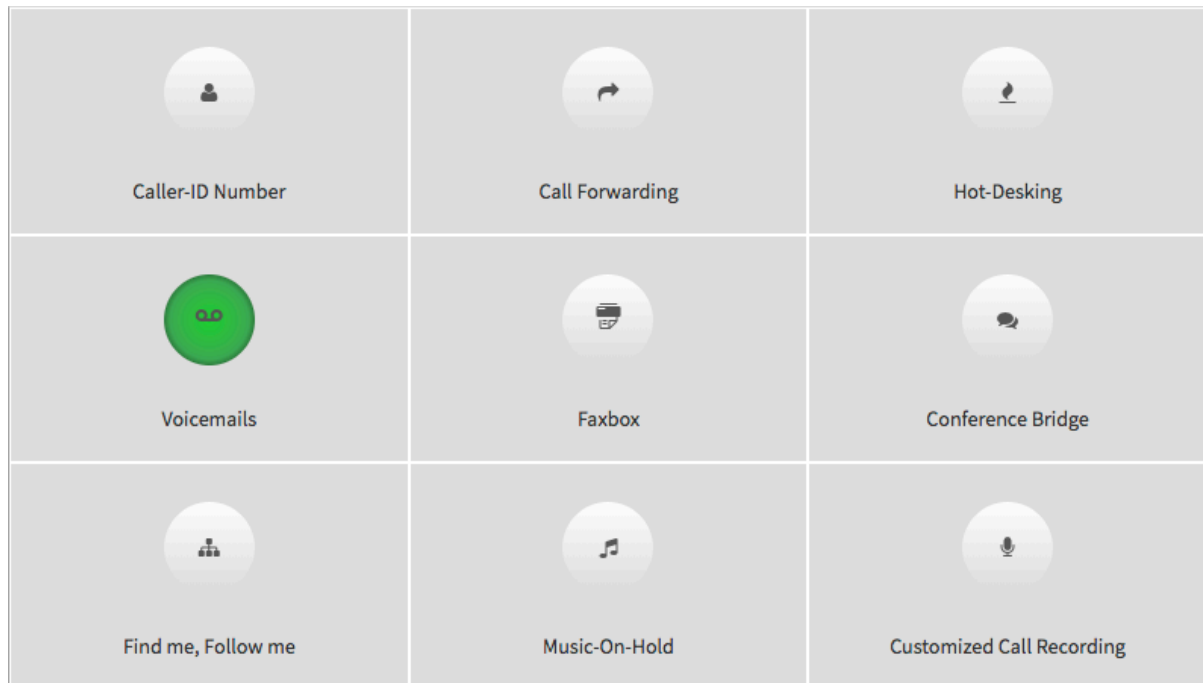 Caller-ID Number
Call Forwarding
Hot-Desking
Voicemails
Faxbox
Conference Bridge
Find me, Follow me
Music-On-Hold
Customized Call Recording